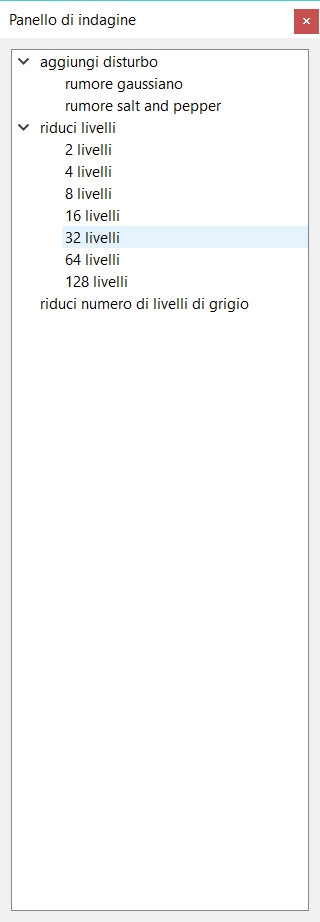 Panello di indagine
aggiungi disturbo
rumore gaussiano
rumore salt and pepper
riduci livelli
2 livelli
4 livelli
8 livelli
16 livelli
32 livelli
64 livelli
128 livelli
riduci numero di livelli di grigio